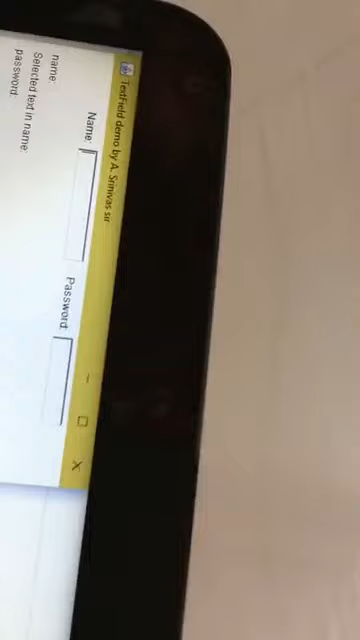 TextField demo by A. Srinivas sir
Name: Password:
name:
Selected text in name:
password: